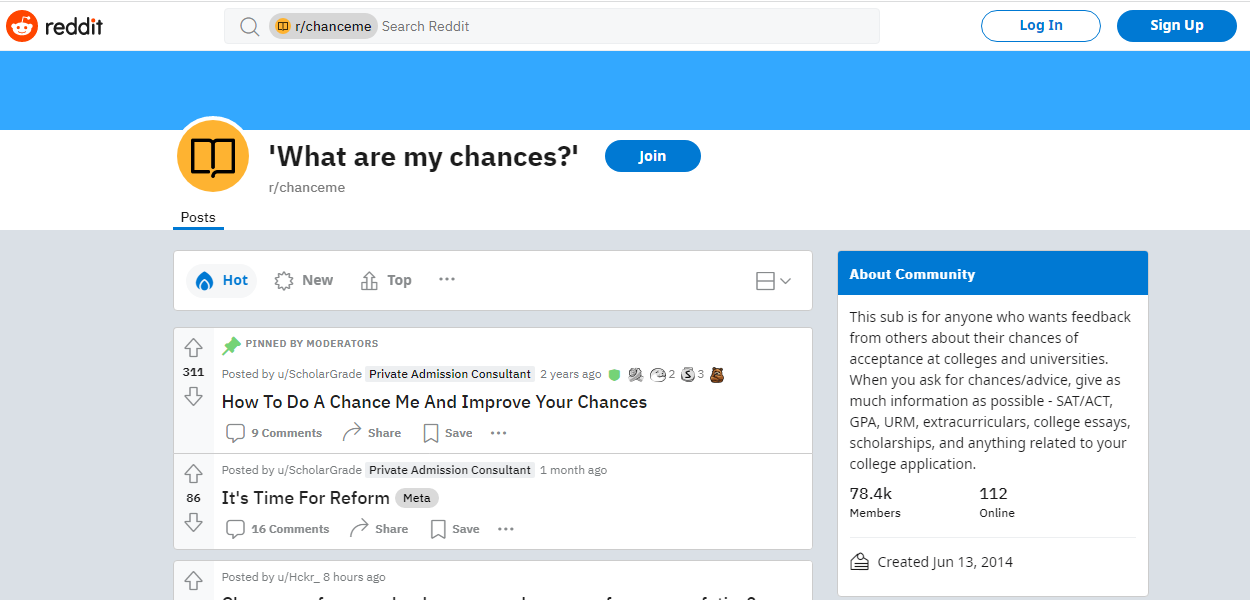 reddit
r/chanceme Search Reddit
Log In
Sign Up
'What are my chances?'
Join
r/chanceme
Posts
Hot
New
Top
PINNED BY MODERATORS
311
Posted by u/ScholarGrade Private Admission Consultant 2 years ago 2 3
How To Do A Chance Me And Improve Your Chances
9 Comments Share Save
Posted by u/ScholarGrade Private Admission Consultant 1 month ago
86
It's Time For Reform Meta
16 Comments Share Save
Posted by u/Hckr_ 8 hours ago
About Community
This sub is for anyone who wants feedback
from others about their chances of
acceptance at colleges and universities.
When you ask for chances/advice, give as
much information as possible - SAT/ACT,
GPA, URM, extracurriculars, college essays,
scholarships, and anything related to your
college application.
78.4k 112
Members Online
Created Jun 13, 2014